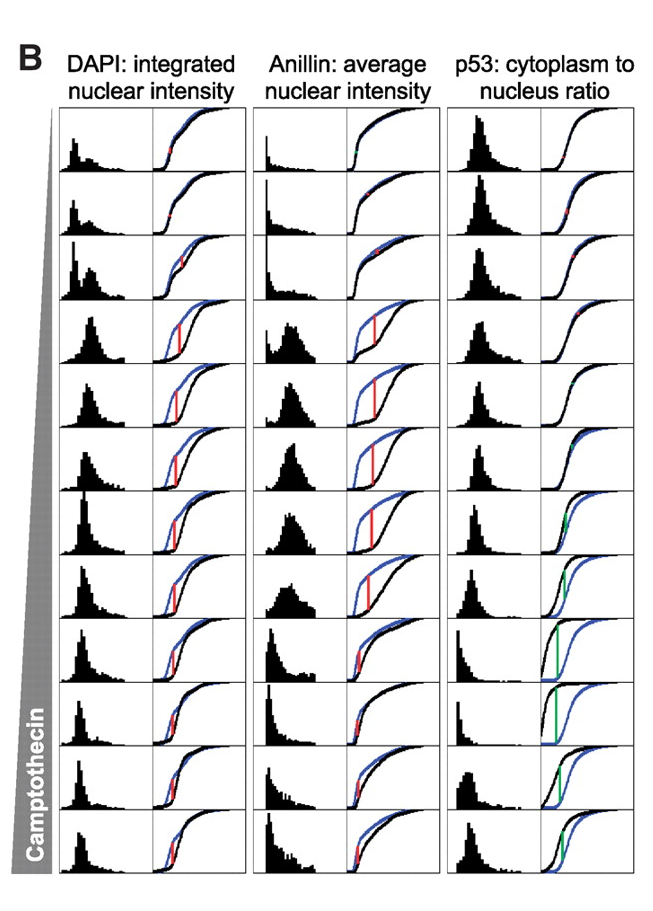 B
DAPI: integrated
nuclear intensity
Anillin: average
nuclear intensity
p53: cytoplasm to
nucleus ratio
Camptothecin